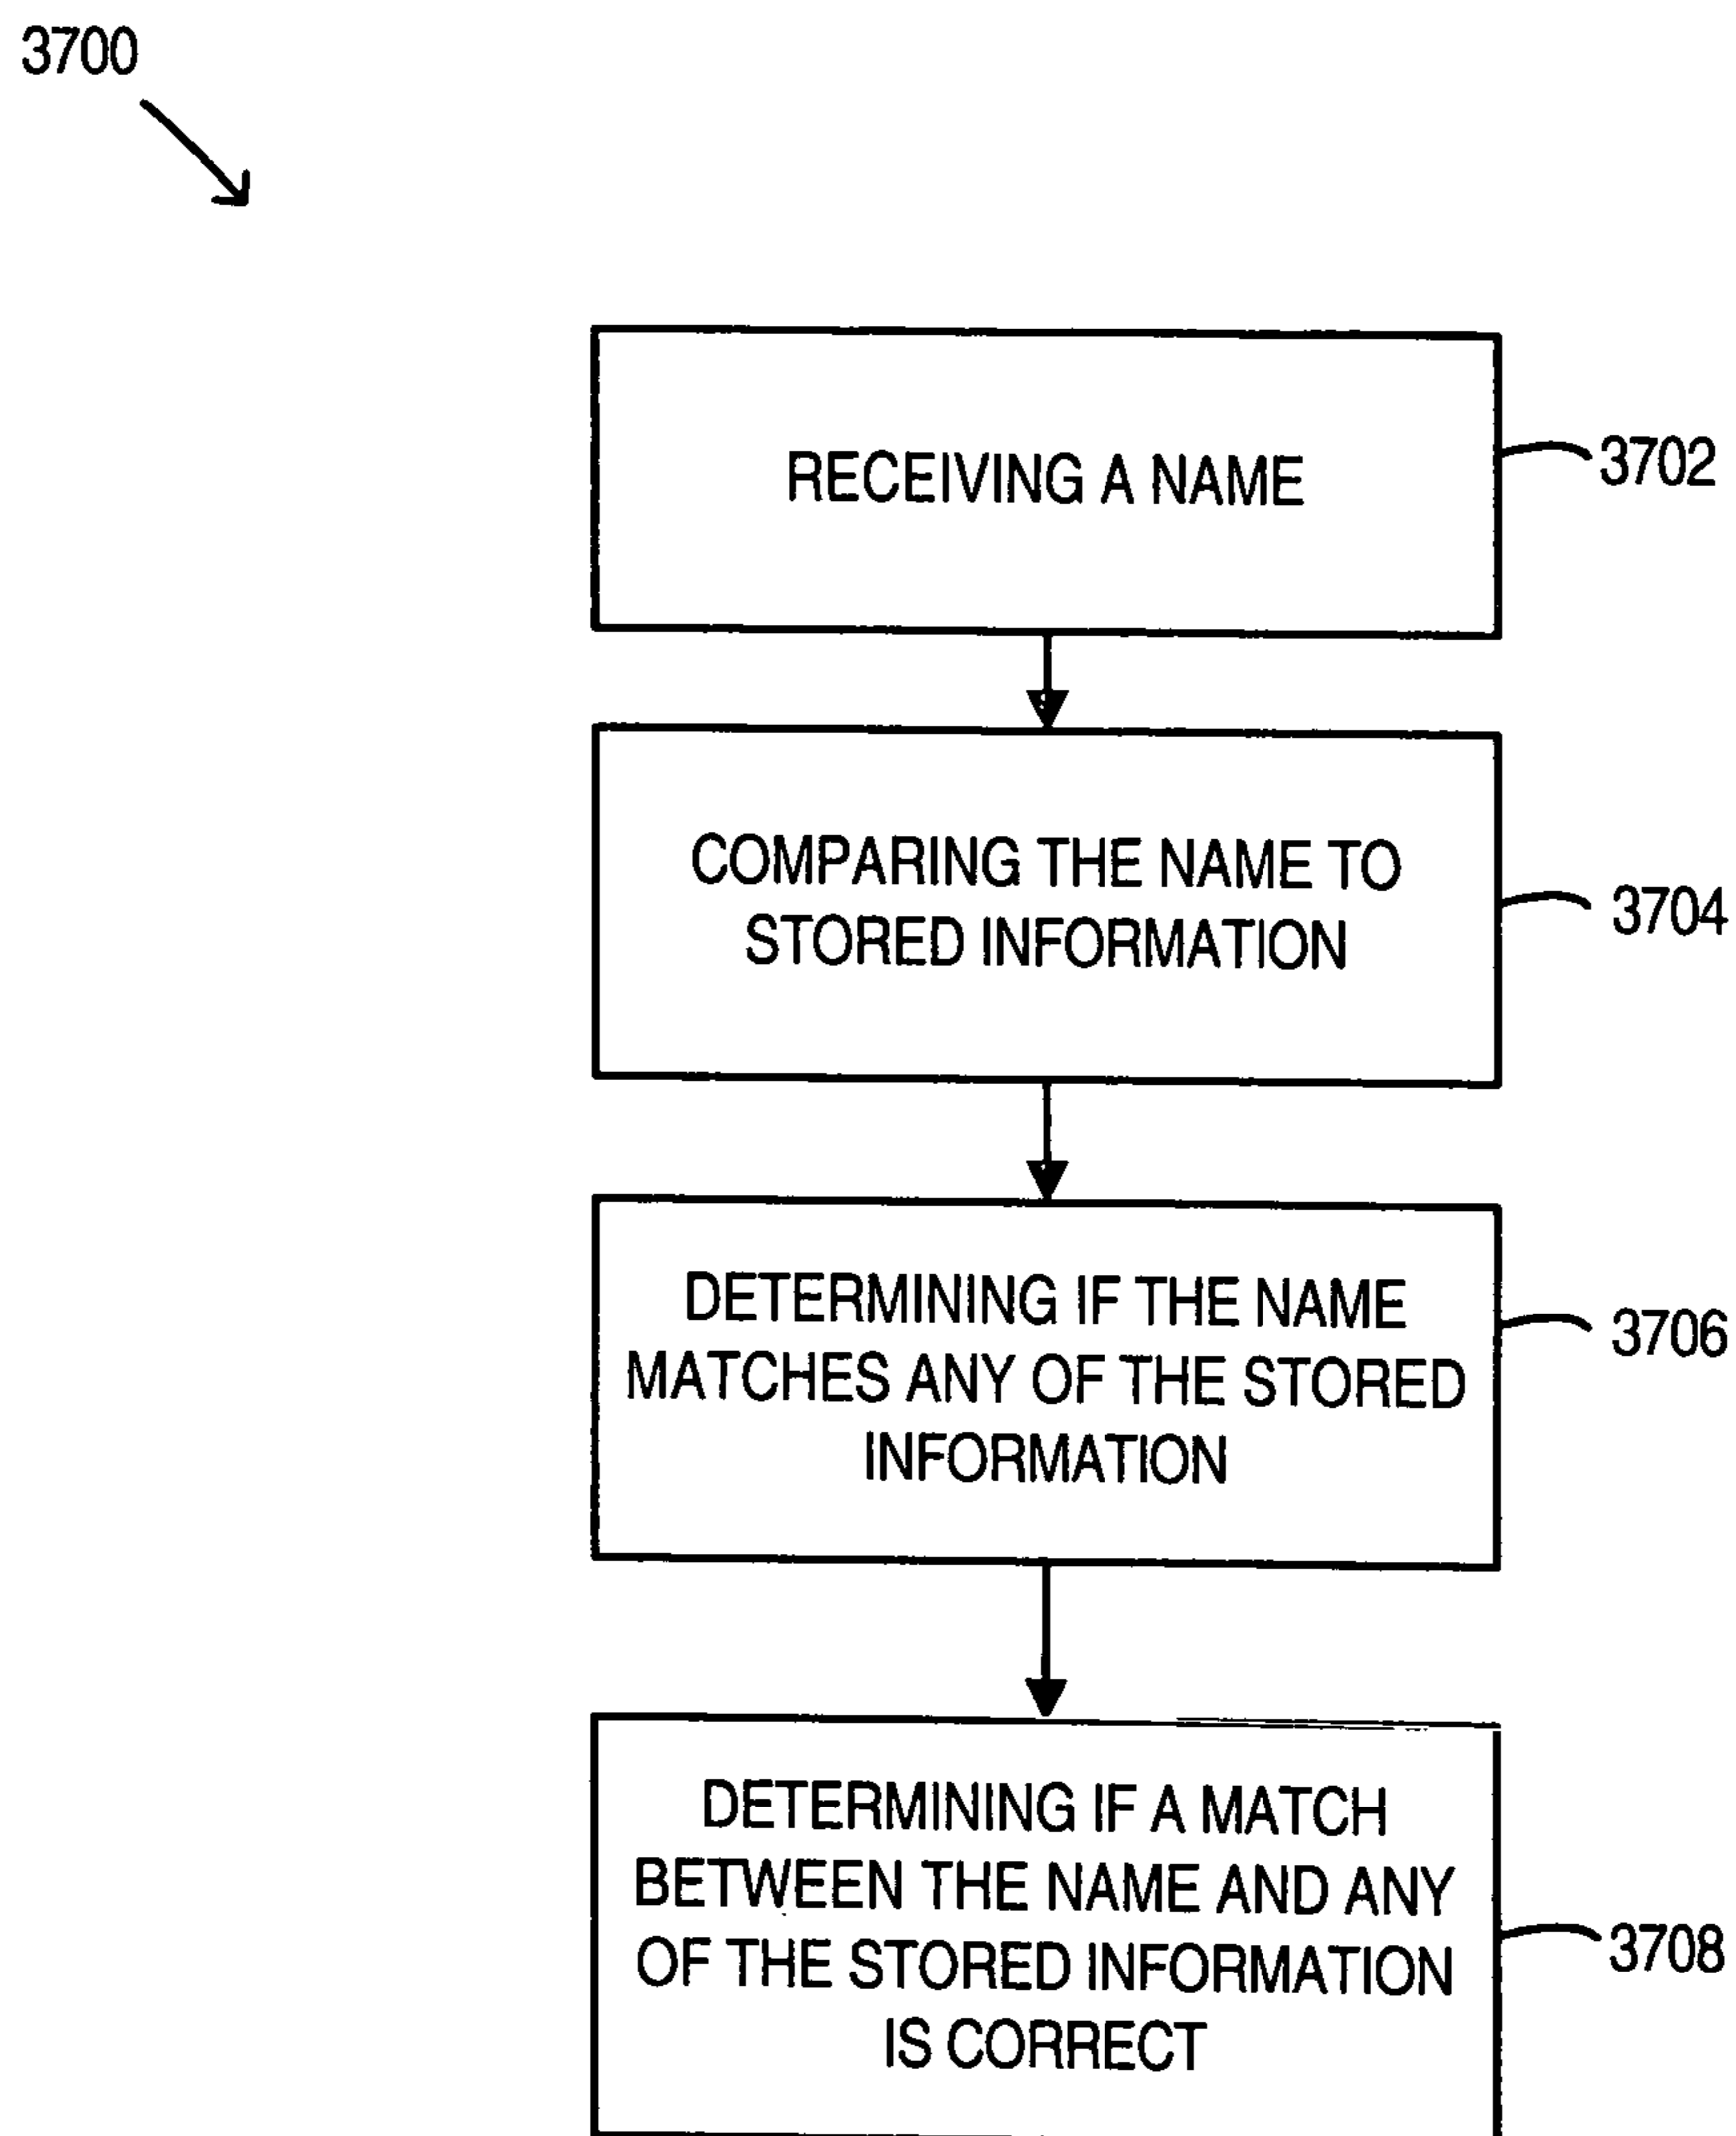 3700
RECEIVING A NAME
3702
COMPARING THE NAME TO
STORED INFORMATION
3704
DETERMINING IF THE NAME
MATCHES ANY OF THE STORED
INFORMATION
3706
DETERMINING IF A MATCH
BETWEEN THE NAME AND ANY
OF THE STORED INFORMATION
IS CORRECT
3708